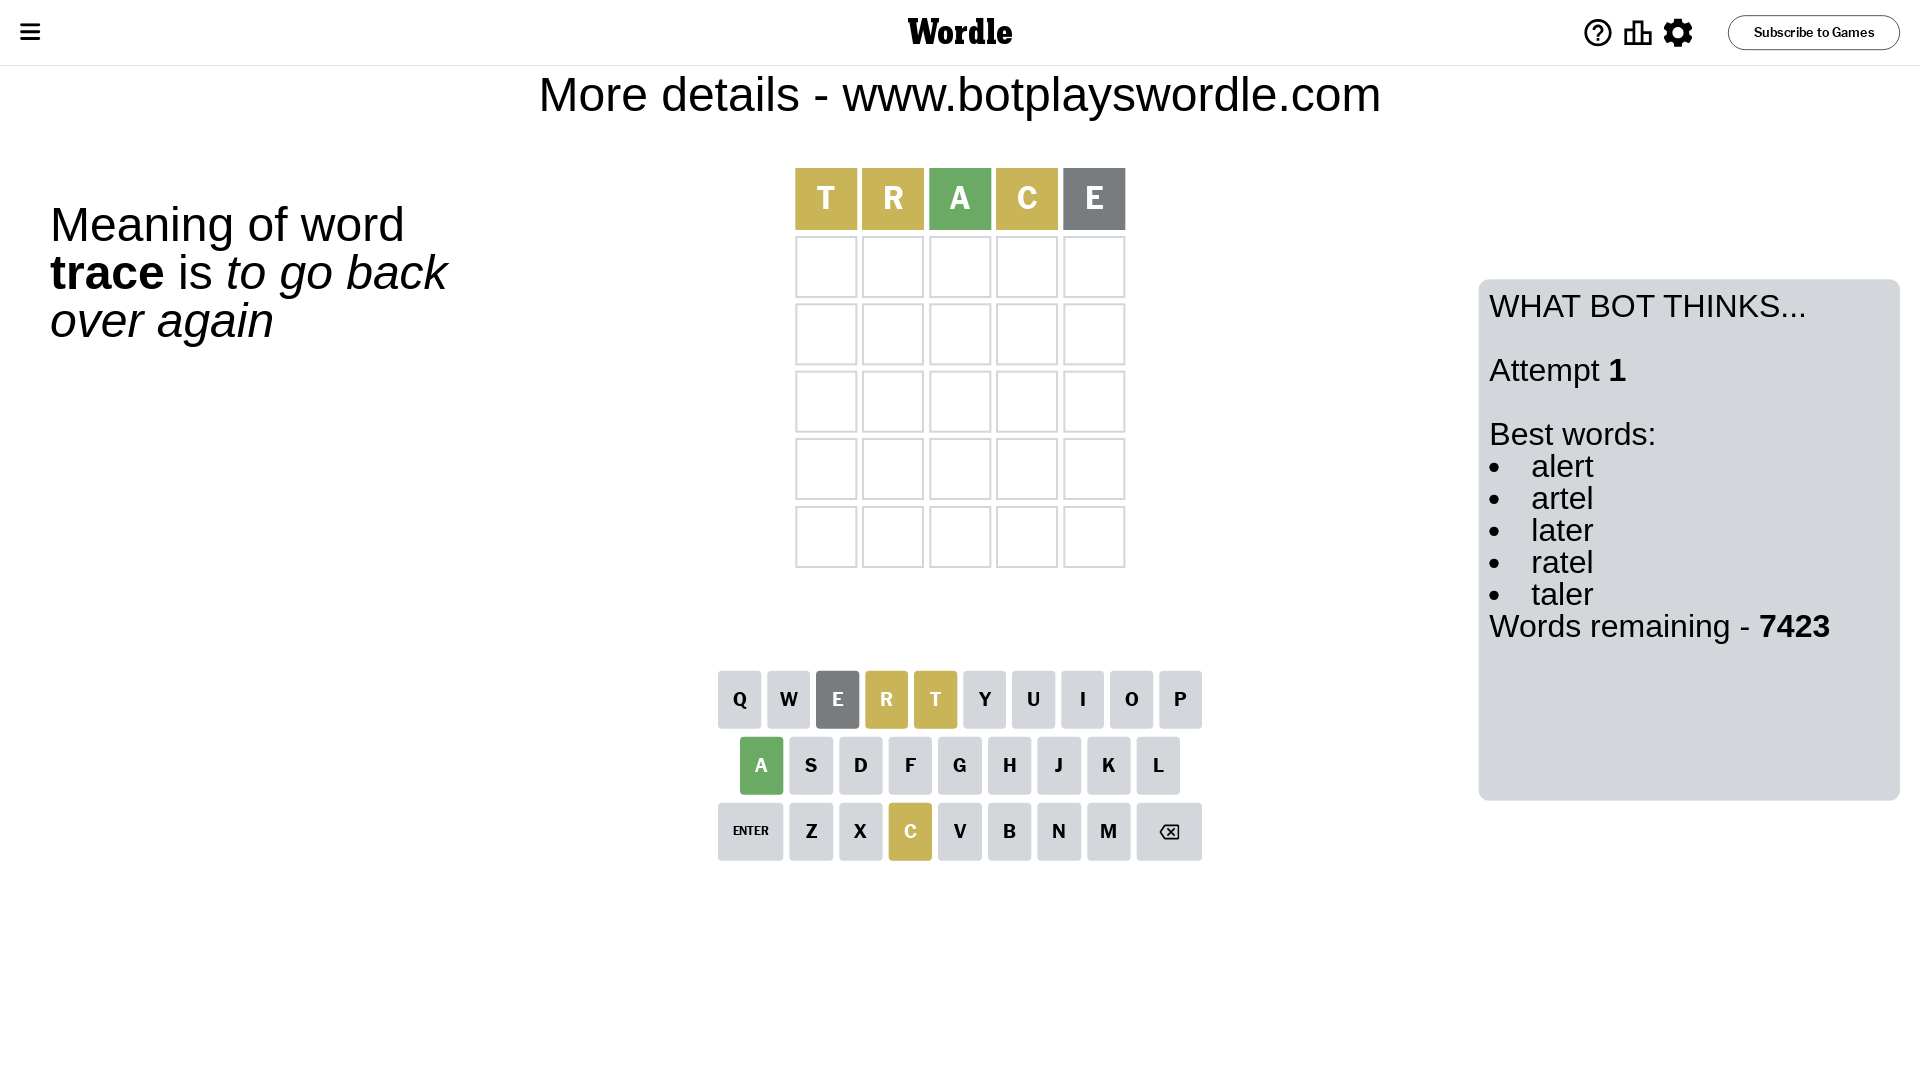 Wordle
Subscribe to Games
More details - www.botplayswordle.com
Meaning of word
trace is to go back
over again
T R A C E
WHAT BOT THINKS...
Attempt 1
Best words:
• alert
• artel
• later
• ratel
• taler
Words remaining - 7423
Q W E R T Y U I O P
A S D F G H J K L
ENTER Z X C V B N M